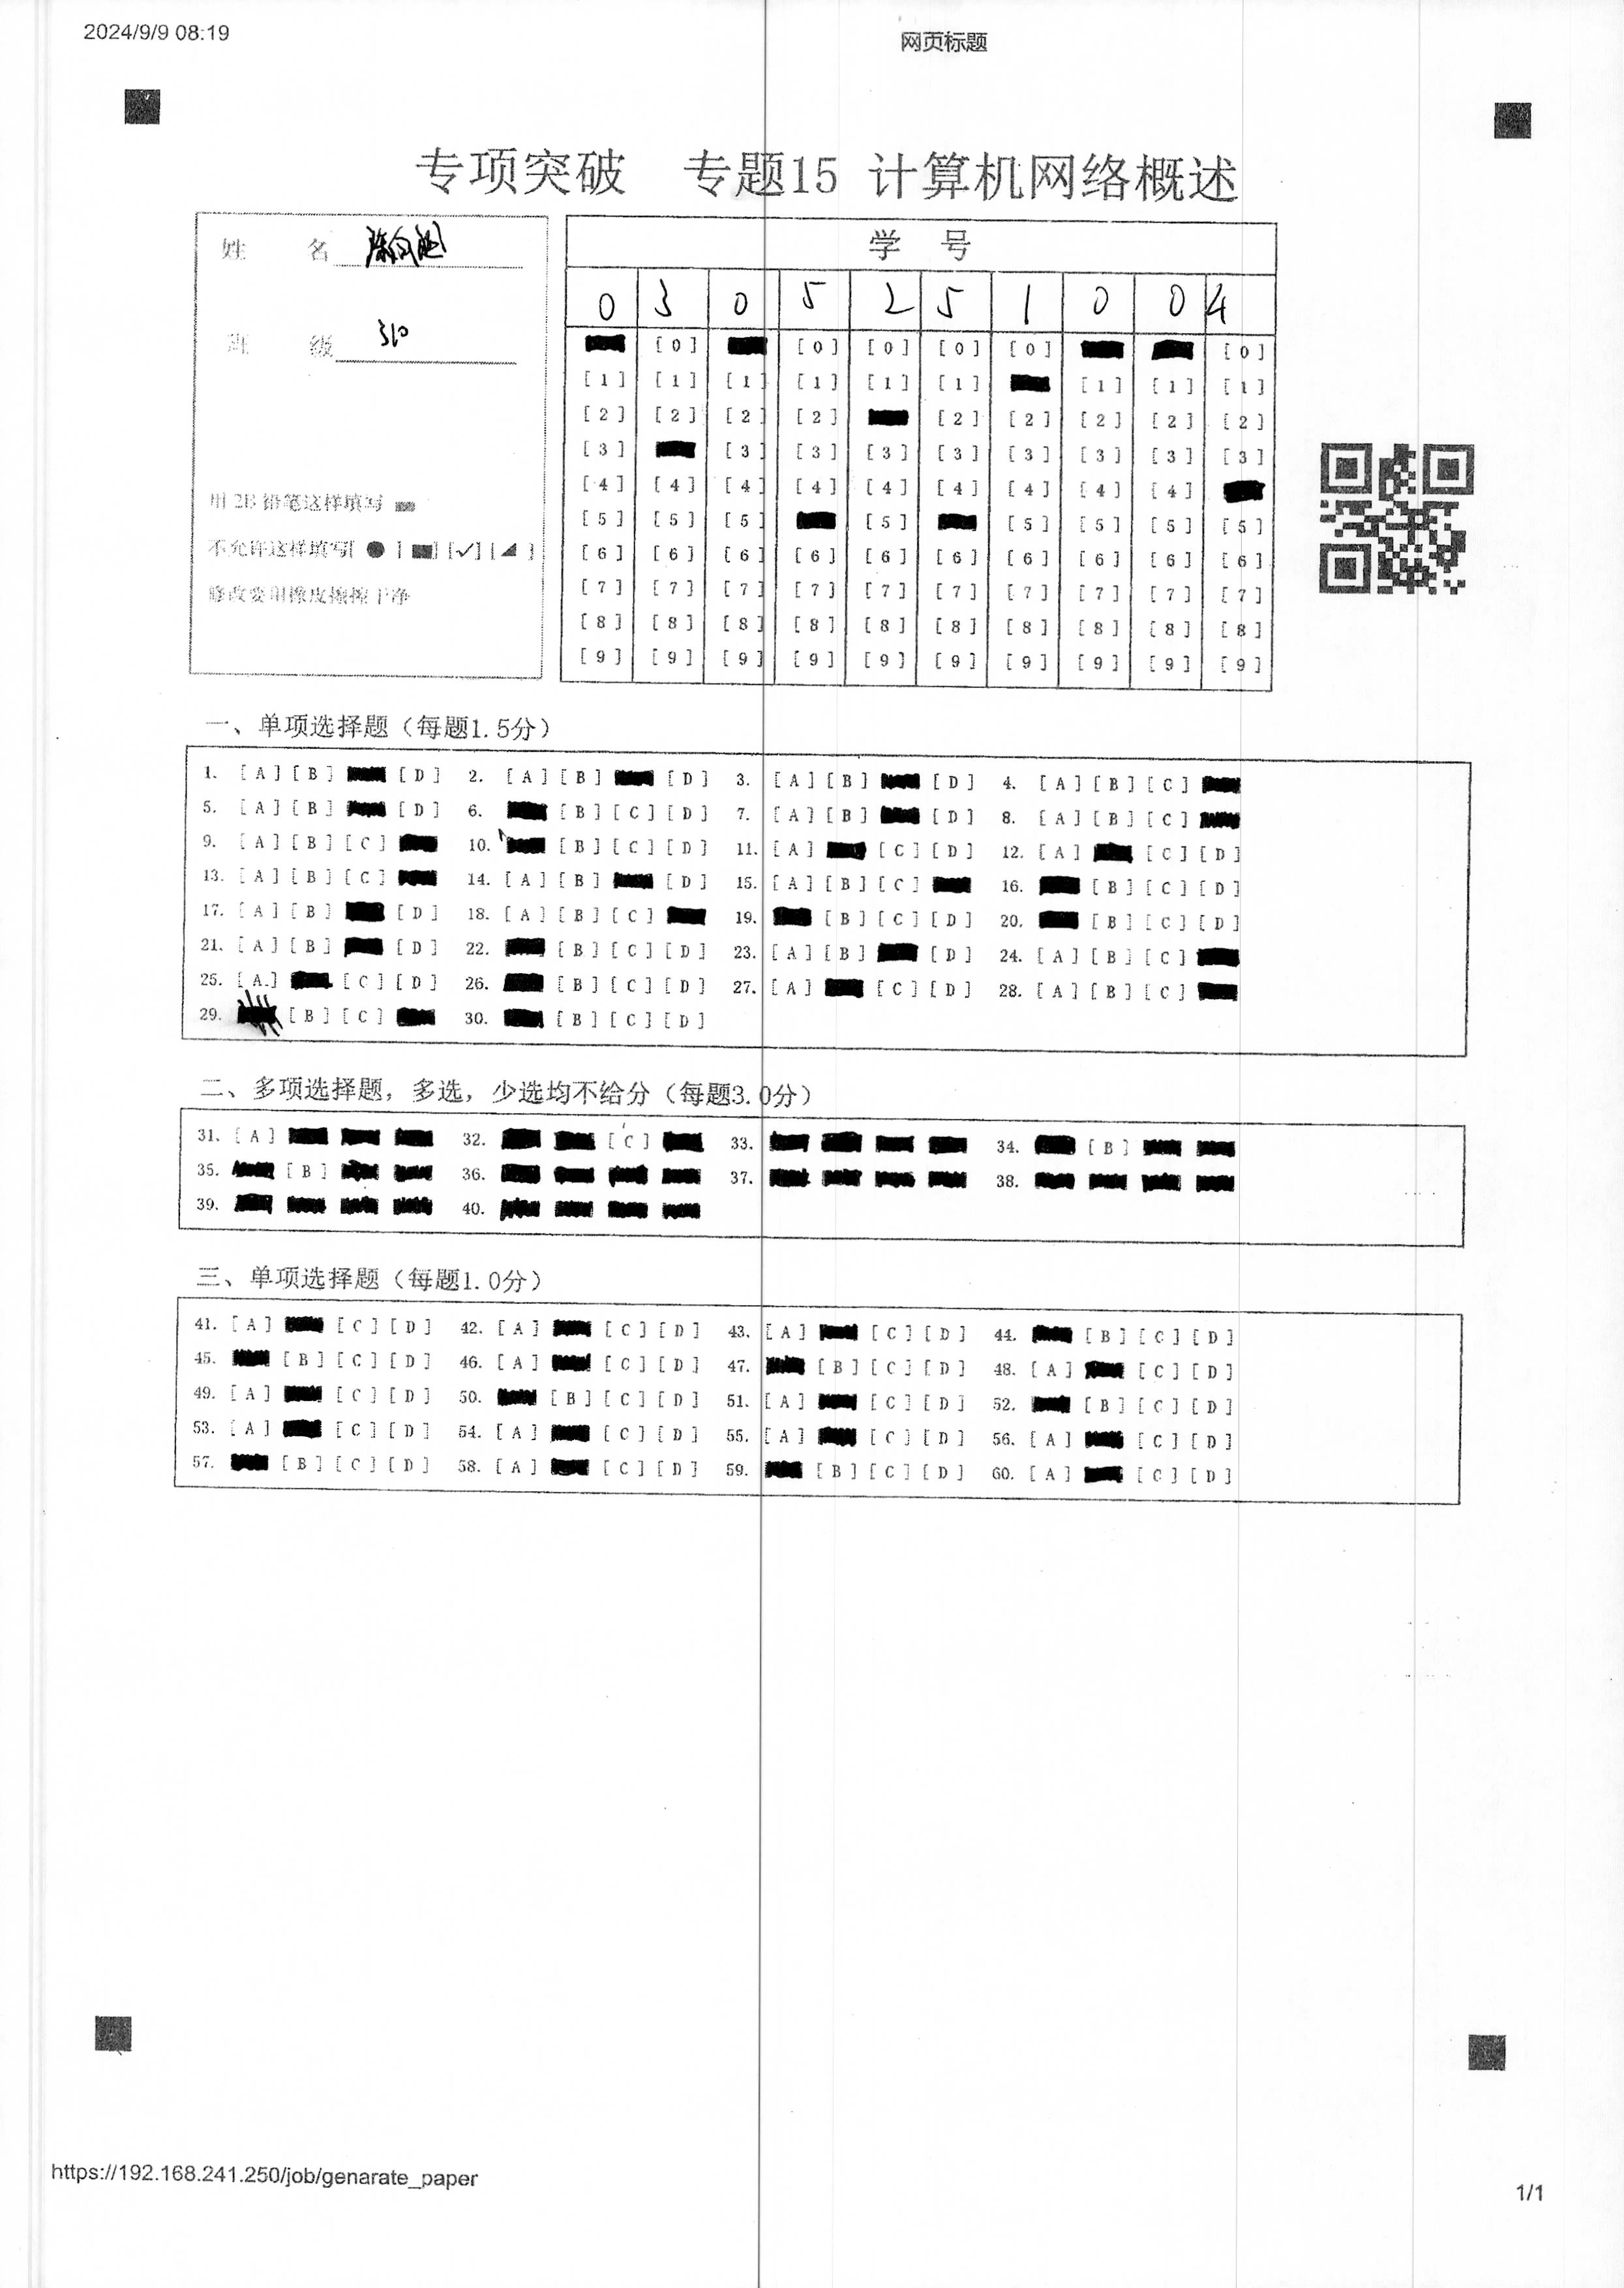 2024/9/9 08:19
网页标题
专项突破 专题15 计算机网络概述
姓 名
班 级 310
用 2B 铅笔这样填写
不允许这样填写[ ● ] [ ■ ] [✓] [◢ ]
修改要用橡皮擦擦干净
学 号
0 3 0 5 2 5 1 0 0 4
[0] [0] [0] [0] [0] [0]
[1] [1] [1] [1] [1] [1] [1] [1] [1]
[2] [2] [2] [2] [2] [2] [2] [2] [2]
[3] [3] [3] [3] [3] [3] [3] [3] [3]
[4] [4] [4] [4] [4] [4] [4] [4] [4]
[5] [5] [5] [5] [5] [5] [5] [5]
[6] [6] [6] [6] [6] [6] [6] [6] [6] [6]
[7] [7] [7] [7] [7] [7] [7] [7] [7] [7]
[8] [8] [8] [8] [8] [8] [8] [8] [8] [8]
[9] [9] [9] [9] [9] [9] [9] [9] [9] [9]
一、单项选择题（每题1.5分）
1. [A] [B] [D] 2. [A] [B] [D] 3. [A] [B] [D] 4. [A] [B] [C]
5. [A] [B] [D] 6. [B] [C] [D] 7. [A] [B] [D] 8. [A] [B] [C]
9. [A] [B] [C] 10. [B] [C] [D] 11. [A] [C] [D] 12. [A] [C] [D]
13. [A] [B] [C] 14. [A] [B] [D] 15. [A] [B] [C] 16. [B] [C] [D]
17. [A] [B] [D] 18. [A] [B] [C] 19. [B] [C] [D] 20. [B] [C] [D]
21. [A] [B] [D] 22. [B] [C] [D] 23. [A] [B] [D] 24. [A] [B] [C]
25. [A] [C] [D] 26. [B] [C] [D] 27. [A] [C] [D] 28. [A] [B] [C]
29. [B] [C] 30. [B] [C] [D]
二、多项选择题，多选，少选均不给分（每题3.0分）
31. [A] 32. [C] 33. 34. [B]
35. [B] 36. 37. 38.
39. 40.
三、单项选择题（每题1.0分）
41. [A] [C] [D] 42. [A] [C] [D] 43. [A] [C] [D] 44. [B] [C] [D]
45. [B] [C] [D] 46. [A] [C] [D] 47. [B] [C] [D] 48. [A] [C] [D]
49. [A] [C] [D] 50. [B] [C] [D] 51. [A] [C] [D] 52. [B] [C] [D]
53. [A] [C] [D] 54. [A] [C] [D] 55. [A] [C] [D] 56. [A] [C] [D]
57. [B] [C] [D] 58. [A] [C] [D] 59. [B] [C] [D] 60. [A] [C] [D]
https://192.168.241.250/job/genarate_paper
1/1